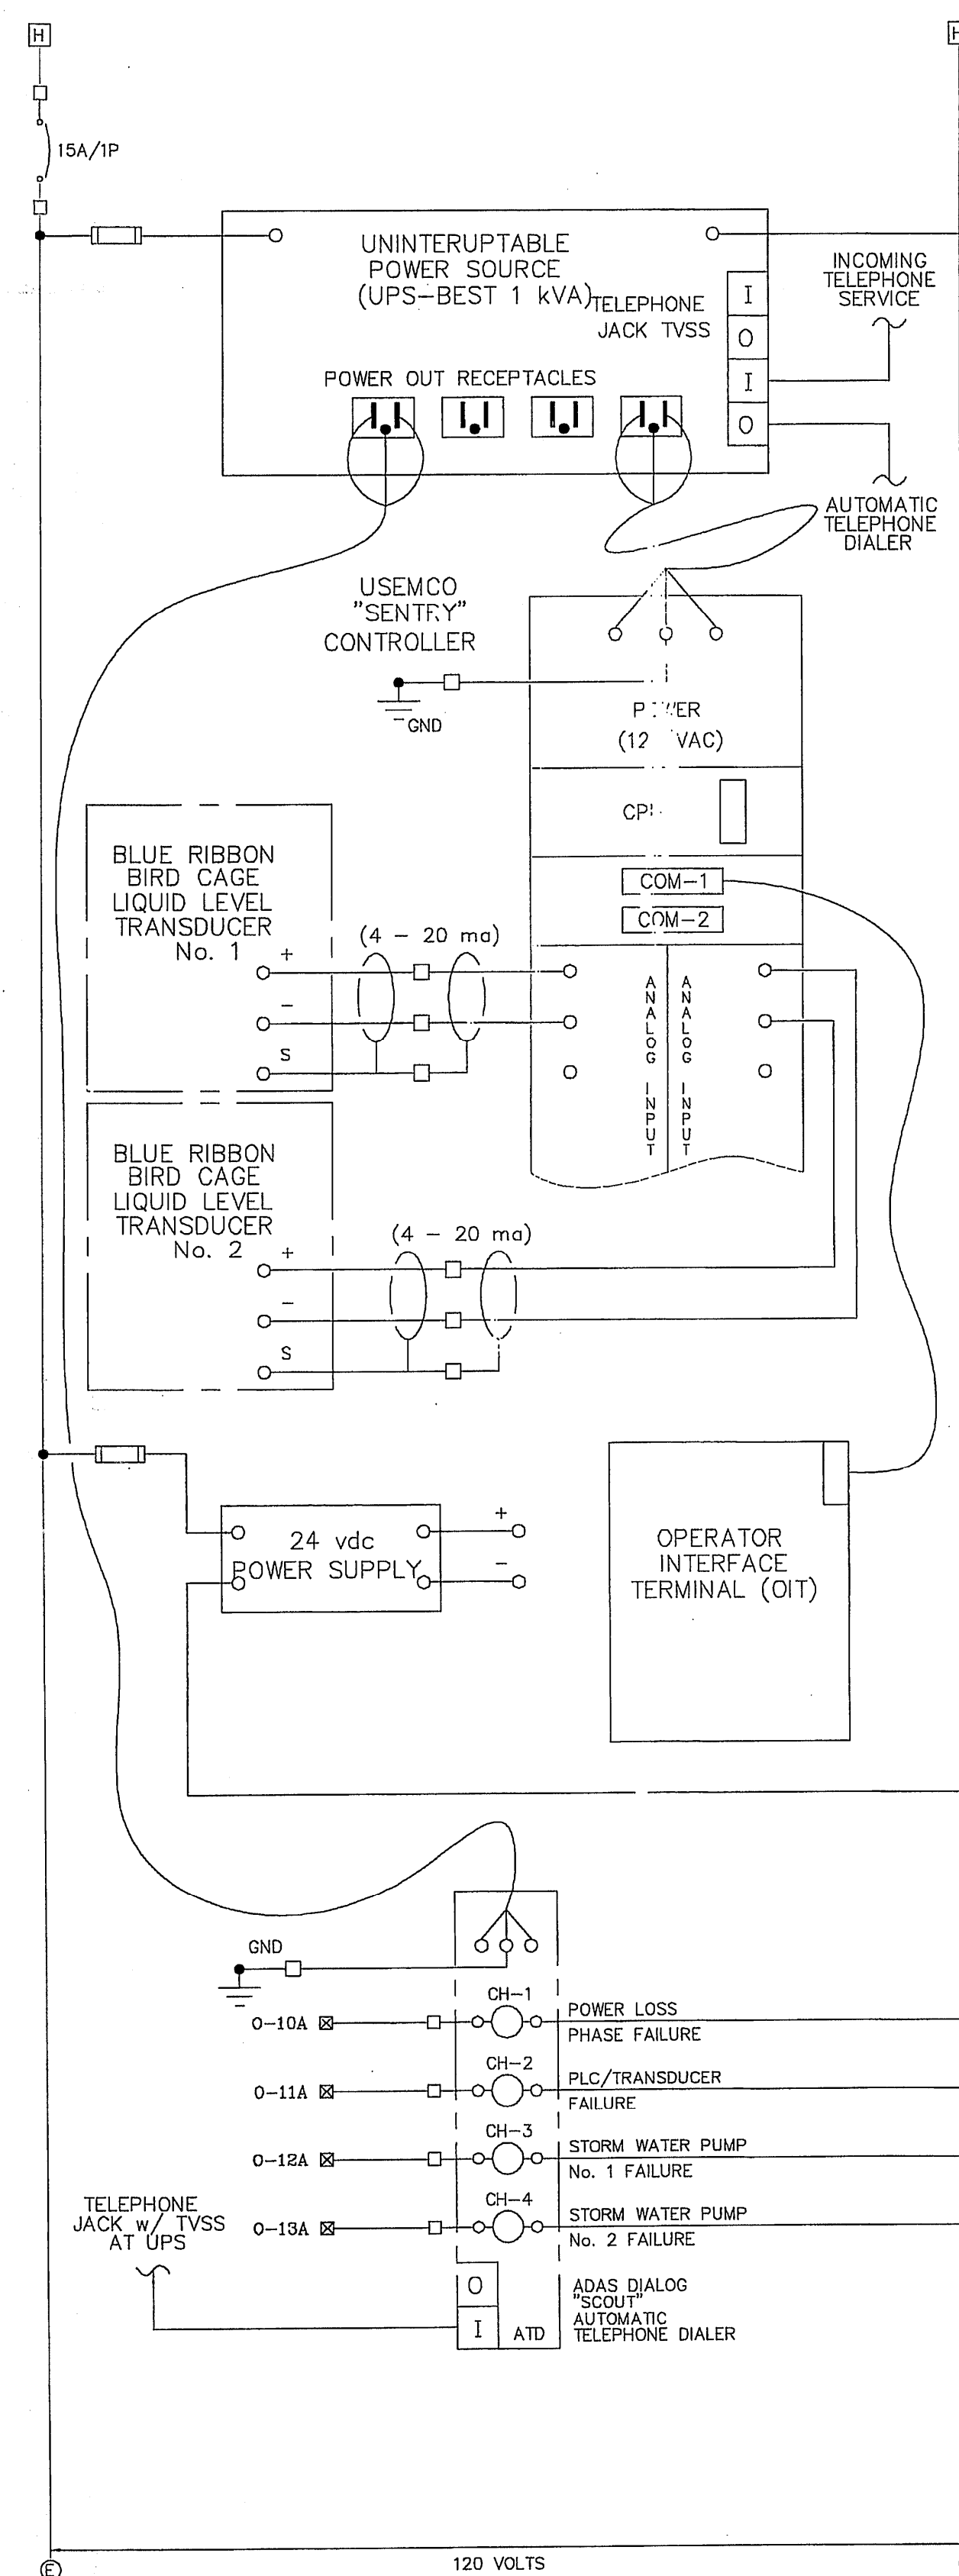 H
H
15A/1P
UNINTERUPTABLE
POWER SOURCE
(UPS-BEST 1 kVA)
TELEPHONE
JACK TVSS
I
O
I
O
INCOMING
TELEPHONE
SERVICE
POWER OUT RECEPTACLES
AUTOMATIC
TELEPHONE
DIALER
USEMCO
"SENTRY"
CONTROLLER
GND
(12 VAC)
COM-1
COM-2
BLUE RIBBON
BIRD CAGE
LIQUID LEVEL
TRANSDUCER
No. 1
+
-
S
(4 - 20 ma)
ANALOG INPUT
ANALOG INPUT
BLUE RIBBON
BIRD CAGE
LIQUID LEVEL
TRANSDUCER
No. 2
+
-
S
(4 - 20 ma)
24 vdc
POWER SUPPLY
+
-
OPERATOR
INTERFACE
TERMINAL (OIT)
GND
CH-1
O-10A
POWER LOSS
PHASE FAILURE
CH-2
O-11A
PLC/TRANSDUCER
FAILURE
CH-3
O-12A
STORM WATER PUMP
No. 1 FAILURE
CH-4
O-13A
STORM WATER PUMP
No. 2 FAILURE
TELEPHONE
JACK w/ TVSS
AT UPS
O
I
ATD
ADAS DIALOG
"SCOUT"
AUTOMATIC
TELEPHONE DIALER
120 VOLTS
E